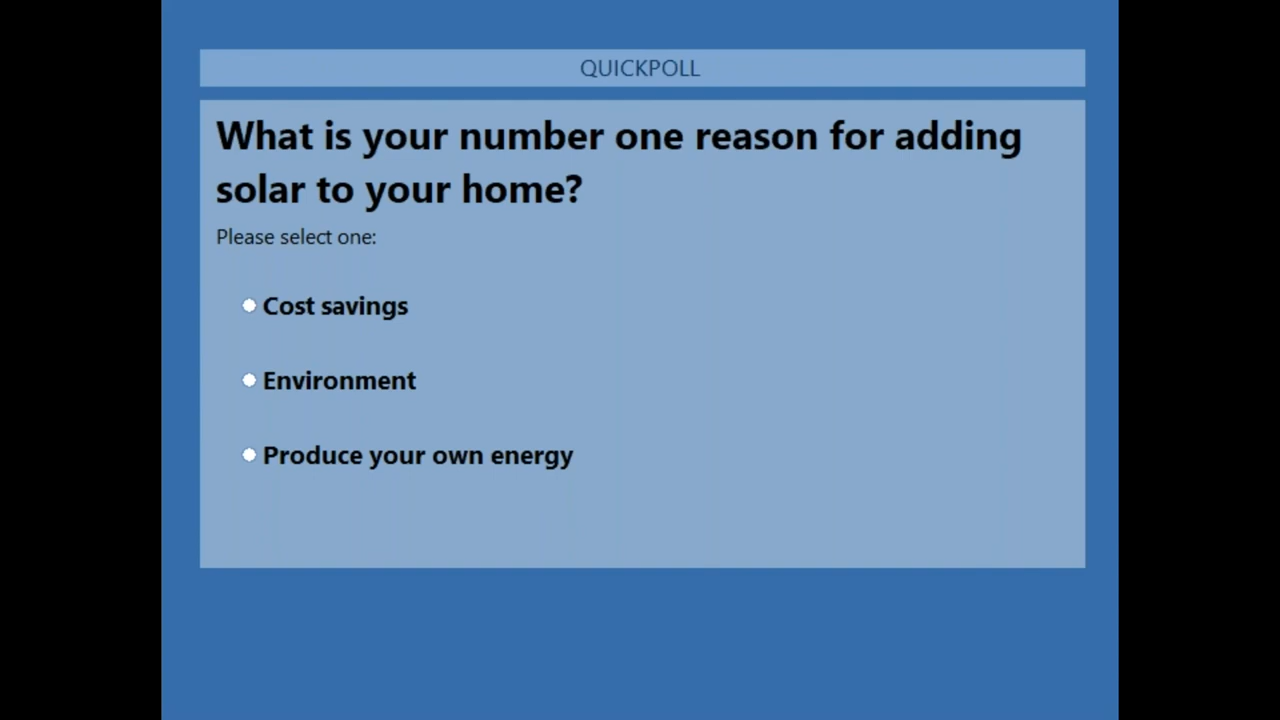 QUICKPOLL
What is your number one reason for adding
solar to your home?
Please select one:
Cost savings
Environment
Produce your own energy